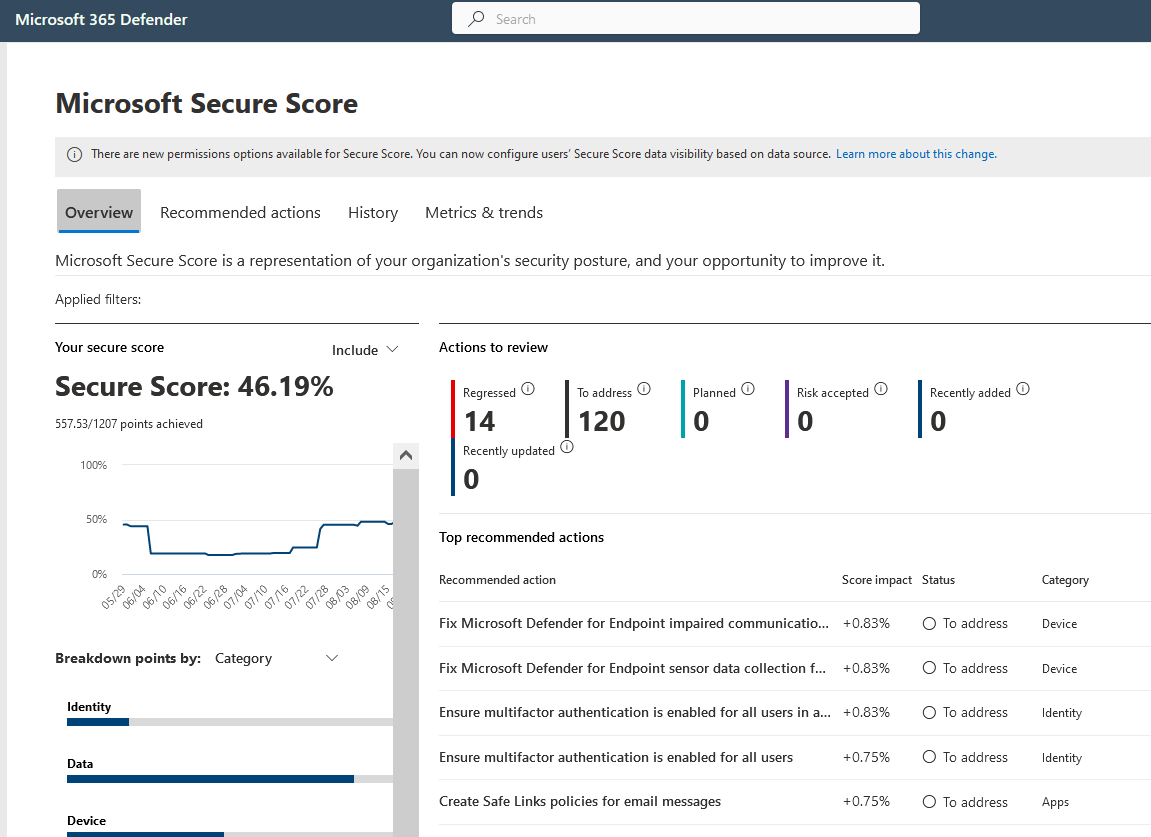 Microsoft 365 Defender
Search
Microsoft Secure Score
There are new permissions options available for Secure Score. You can now configure users' Secure Score data visibility based on data source. Learn more about this change.
Overview Recommended actions History Metrics & trends
Microsoft Secure Score is a representation of your organization's security posture, and your opportunity to improve it.
Applied filters:
Your secure score
Include
Secure Score: 46.19%
557.53/1207 points achieved
100%
50%
0%
05/29 06/04 06/10 06/16 06/22 06/28 07/04 07/10 07/16 07/22 07/28 08/03 08/09 08/15
Breakdown points by: Category
Identity
Data
Device
Actions to review
Regressed To address Planned Risk accepted Recently added
14 120 0 0 0
Recently updated
0
Top recommended actions
Recommended action Score impact Status Category
Fix Microsoft Defender for Endpoint impaired communicatio... +0.83% To address Device
Fix Microsoft Defender for Endpoint sensor data collection f... +0.83% To address Device
Ensure multifactor authentication is enabled for all users in a... +0.83% To address Identity
Ensure multifactor authentication is enabled for all users +0.75% To address Identity
Create Safe Links policies for email messages +0.75% To address Apps